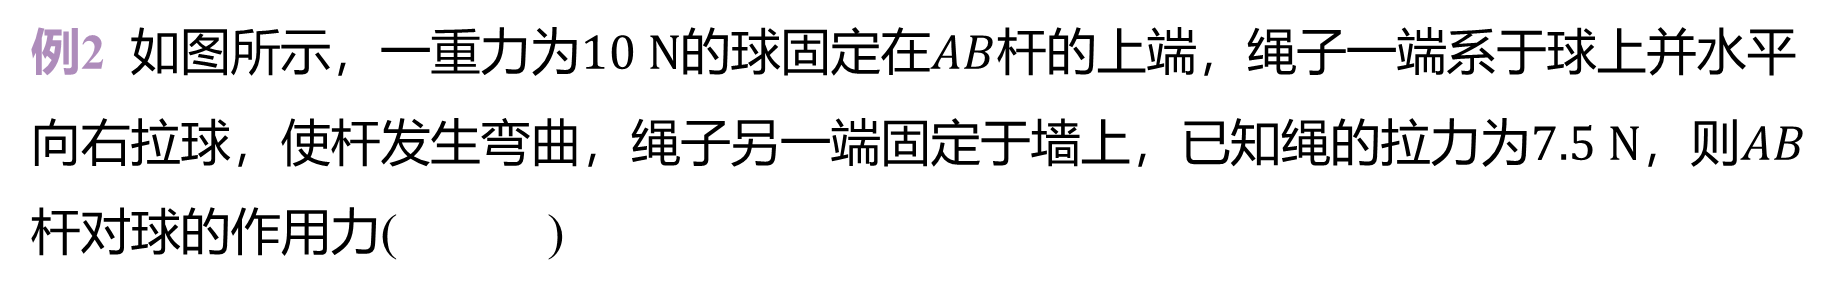 例2 如图所示，一重力为10 N的球固定在AB杆的上端，绳子一端系于球上并水平
向右拉球，使杆发生弯曲，绳子另一端固定于墙上，已知绳的拉力为7.5 N，则AB
杆对球的作用力(　　　)